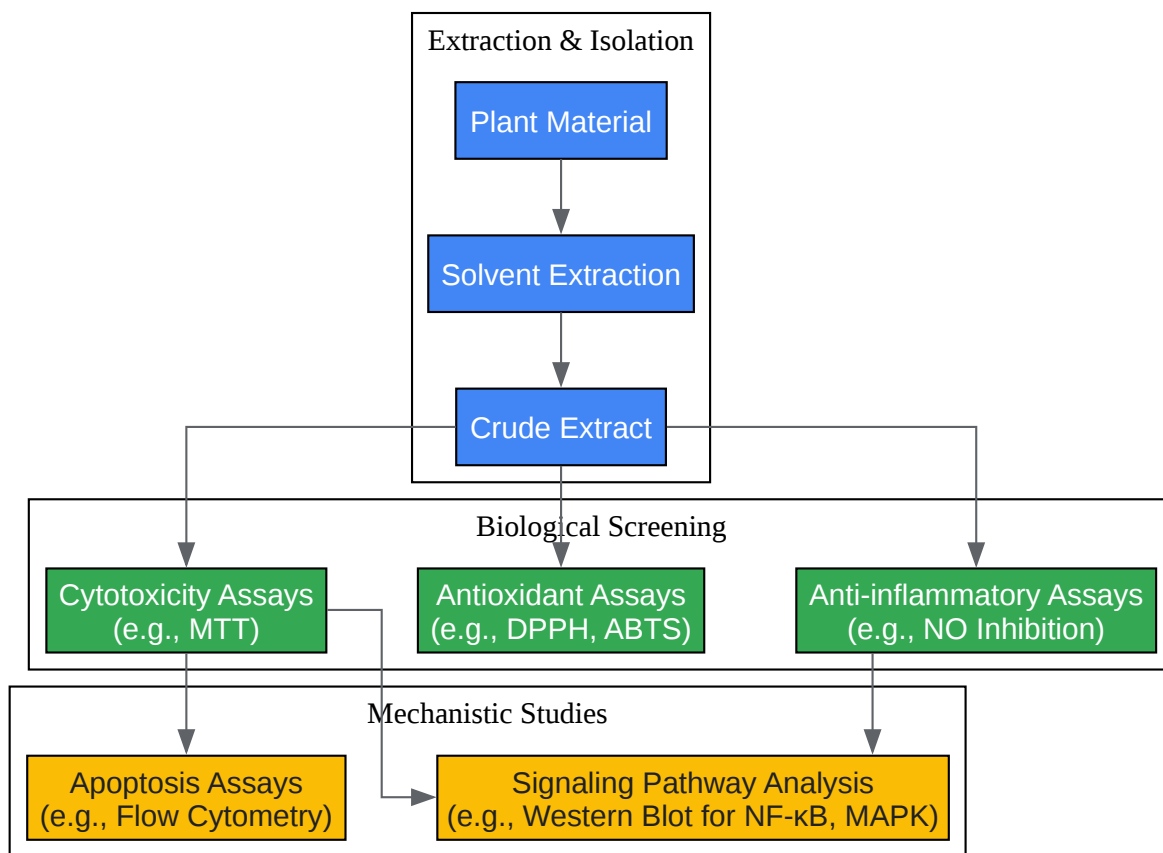 Extraction & Isolation
Plant Material
Solvent Extraction
Crude Extract
Biological Screening
Cytotoxicity Assays
(e.g., MTT)
Antioxidant Assays
(e.g., DPPH, ABTS)
Anti-inflammatory Assays
(e.g., NO Inhibition)
Mechanistic Studies
Apoptosis Assays
(e.g., Flow Cytometry)
Signaling Pathway Analysis
(e.g., Western Blot for NF-κB, MAPK)